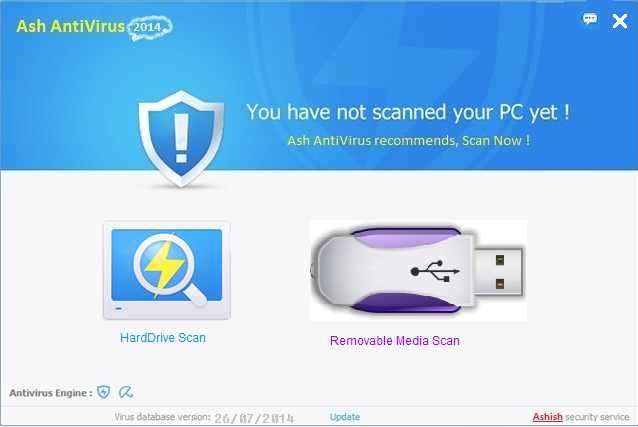 Ash AntiVirus 2014
You have not scanned your PC yet !
Ash AntiVirus recommends, Scan Now !
HardDrive Scan
Removable Media Scan
Antivirus Engine :
Virus database version: 26/07/2014 Update Ashish security service